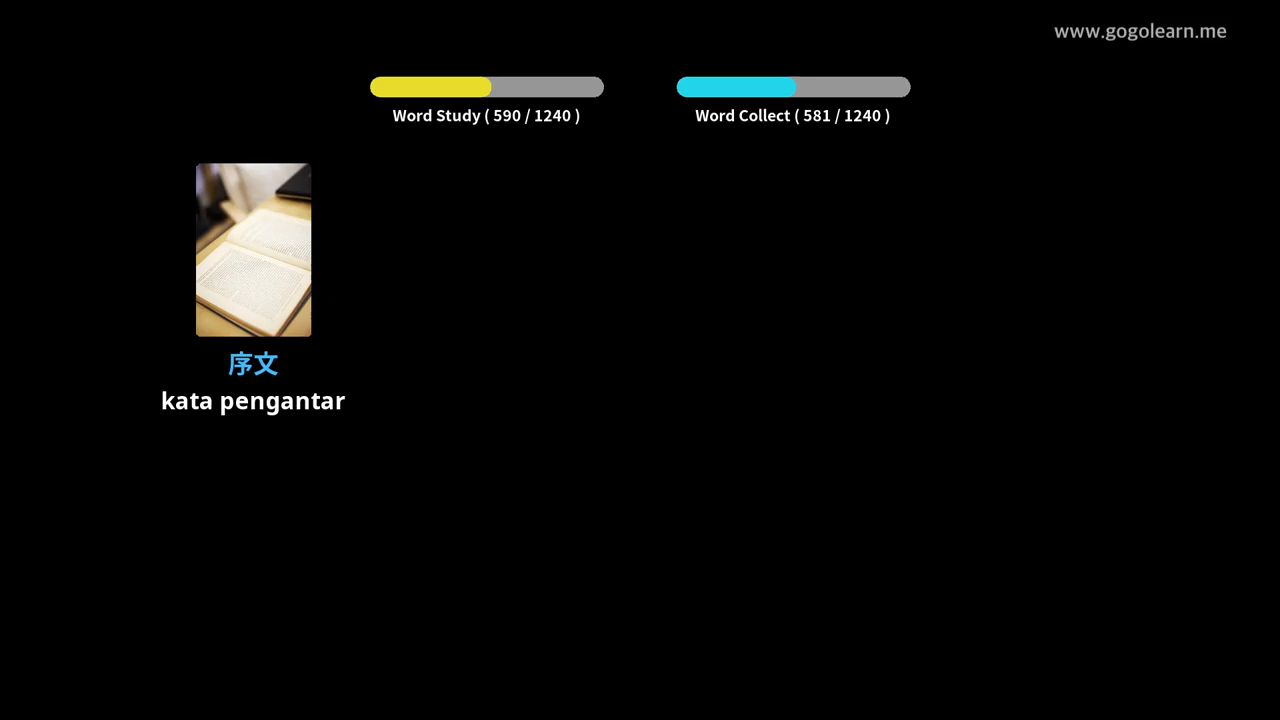 www.gogolearn.me
Word Study ( 590 / 1240 )
Word Collect ( 581 / 1240 )
序文
kata pengantar